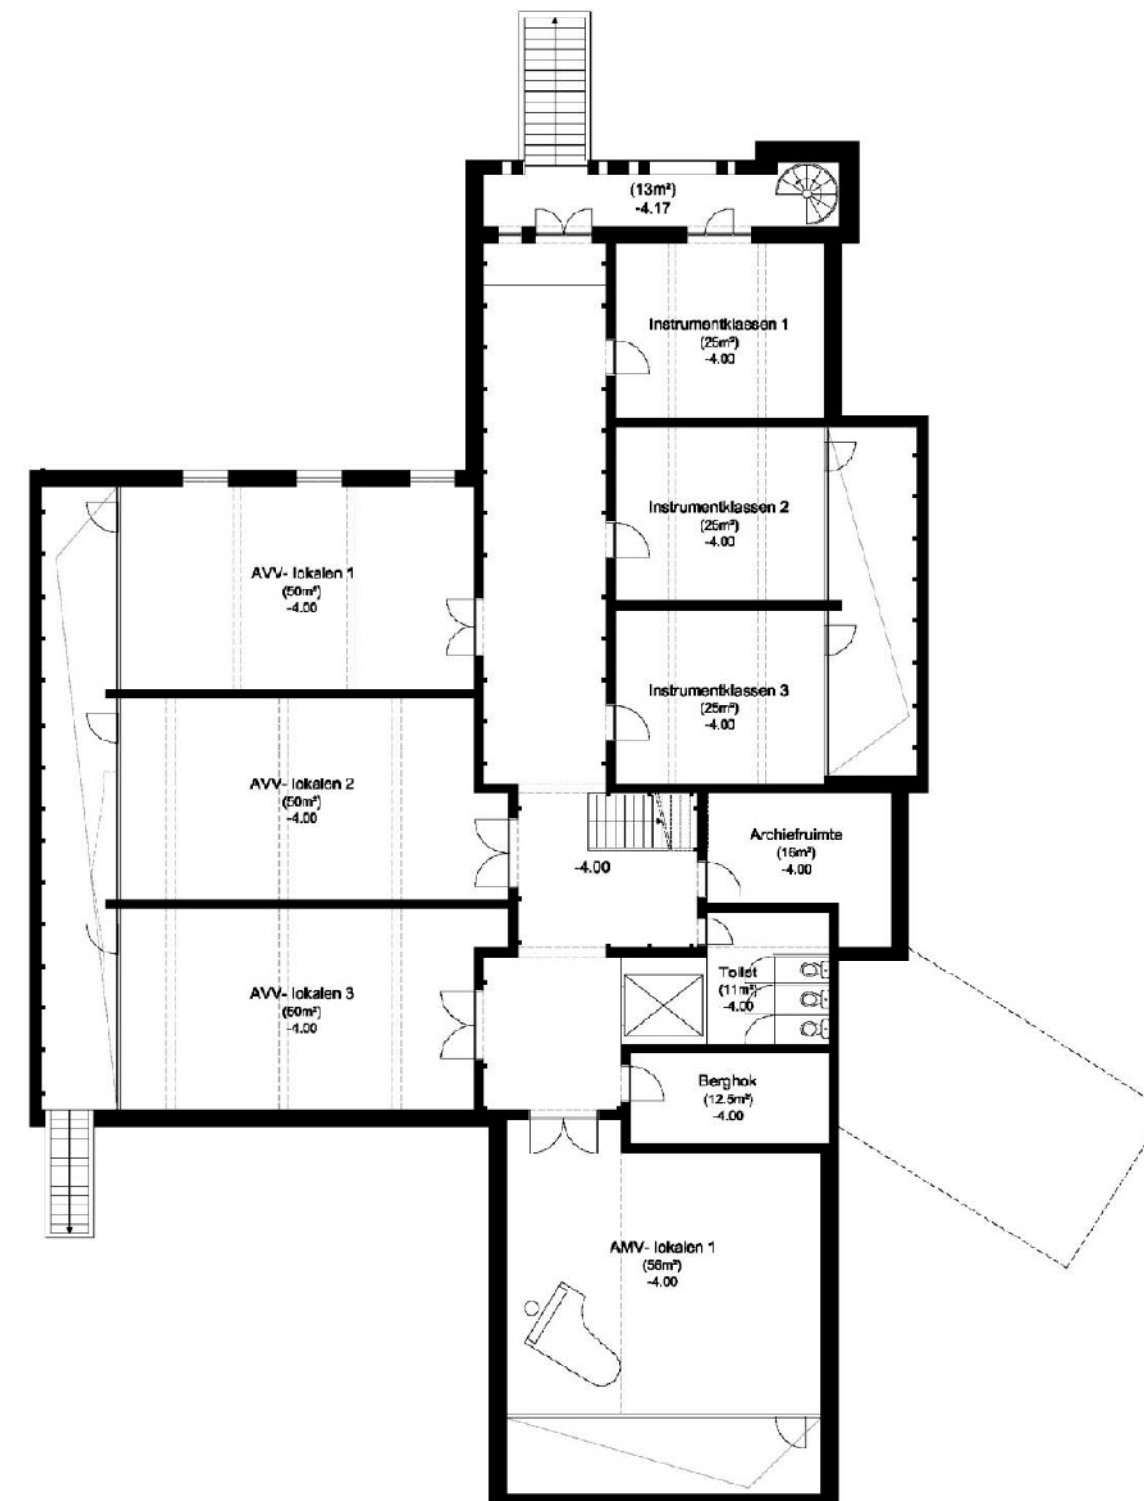 (13m²)
-4.17
Instrumentklassen 1
(25m²)
-4.00
Instrumentklassen 2
(25m²)
-4.00
AVV- lokalen 1
(50m²)
-4.00
Instrumentklassen 3
(25m²)
-4.00
AVV- lokalen 2
(50m²)
-4.00
Archiefruimte
(16m²)
-4.00
-4.00
AVV- lokalen 3
(50m²)
-4.00
Toilet
(11m²)
-4.00
Berghok
(12.5m²)
-4.00
AMV- lokalen 1
(56m²)
-4.00